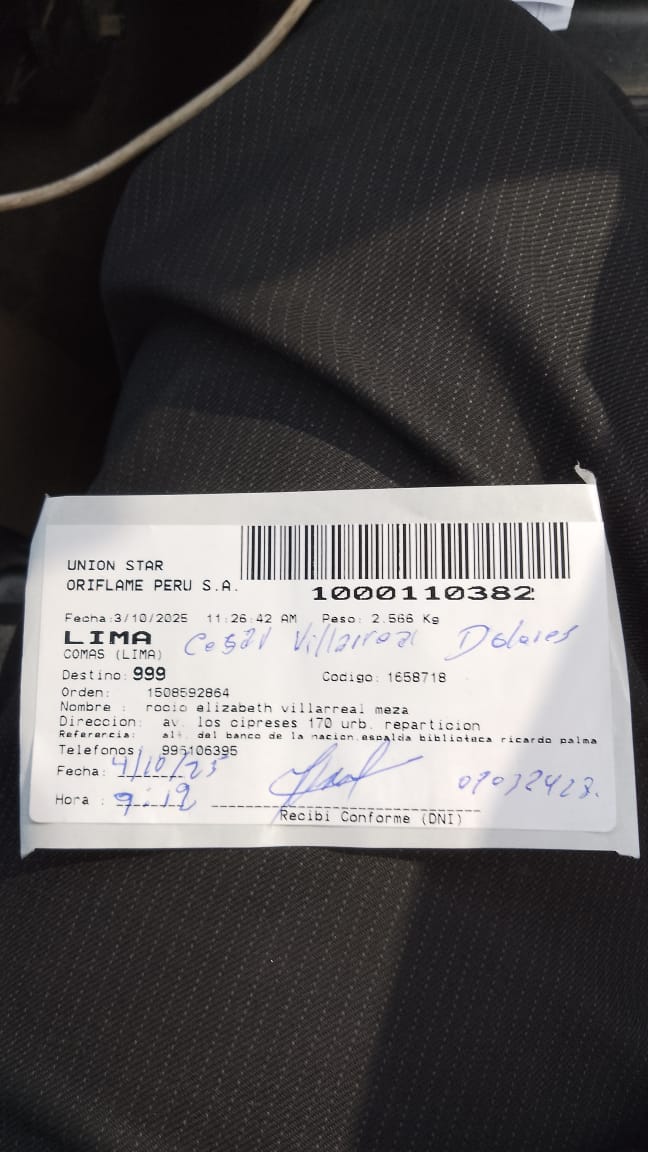 UNION STAR
ORIFLAME PERU S.A.
1000110382
Fecha:3/10/2025 11:26:42 AM Peso: 2.566 Kg
LIMA Cesar Villarreal Dolores
COMAS (LIMA)
Destino: 999 Codigo: 1658718
Orden: 1508592864
Nombre : rocio elizabeth villarreal meza
Direccion: av. los cipreses 170 urb. reparticion
Referencia: alt. del banco de la nacion.espalda biblioteca ricardo palma
Telefonos: 996106395
Fecha: 4/10/25
Hora : 9:19
Recibi Conforme (DNI)